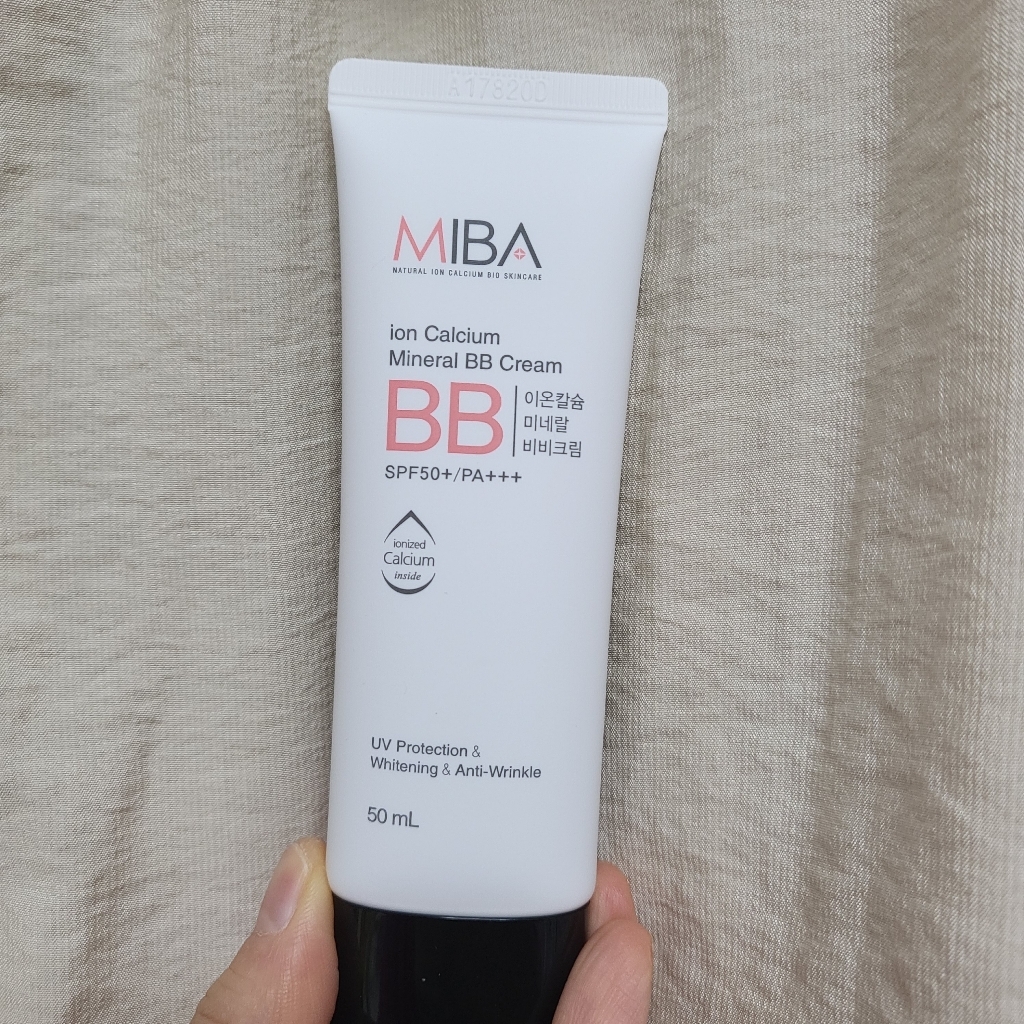 A17820D
MIBA
NATURAL ION CALCIUM BIO SKINCARE
ion Calcium
Mineral BB Cream
BB
이온칼슘
미네랄
비비크림
SPF50+/PA+++
ionized
Calcium
inside
UV Protection &
Whitening & Anti-Wrinkle
50 mL